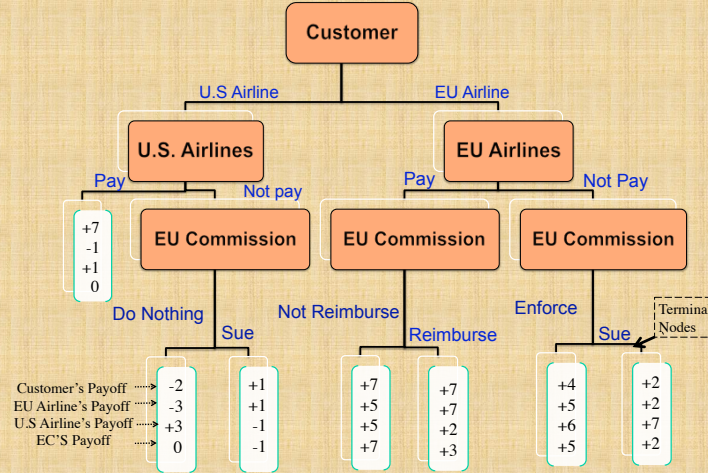 Customer
U.S Airline
EU Airline
U.S. Airlines
EU Airlines
Pay
Not pay
Pay
Not Pay
+7
-1
+1
0
EU Commission
EU Commission
EU Commission
Do Nothing
Sue
Not Reimburse
Reimburse
Enforce
Sue
Terminal
Nodes
Customer's Payoff
EU Airline's Payoff
U.S Airline's Payoff
EC'S Payoff
-2
-3
+3
0
+1
+1
-1
-1
+7
+5
+5
+7
+7
+7
+2
+3
+4
+5
+6
+5
+2
+2
+7
+2